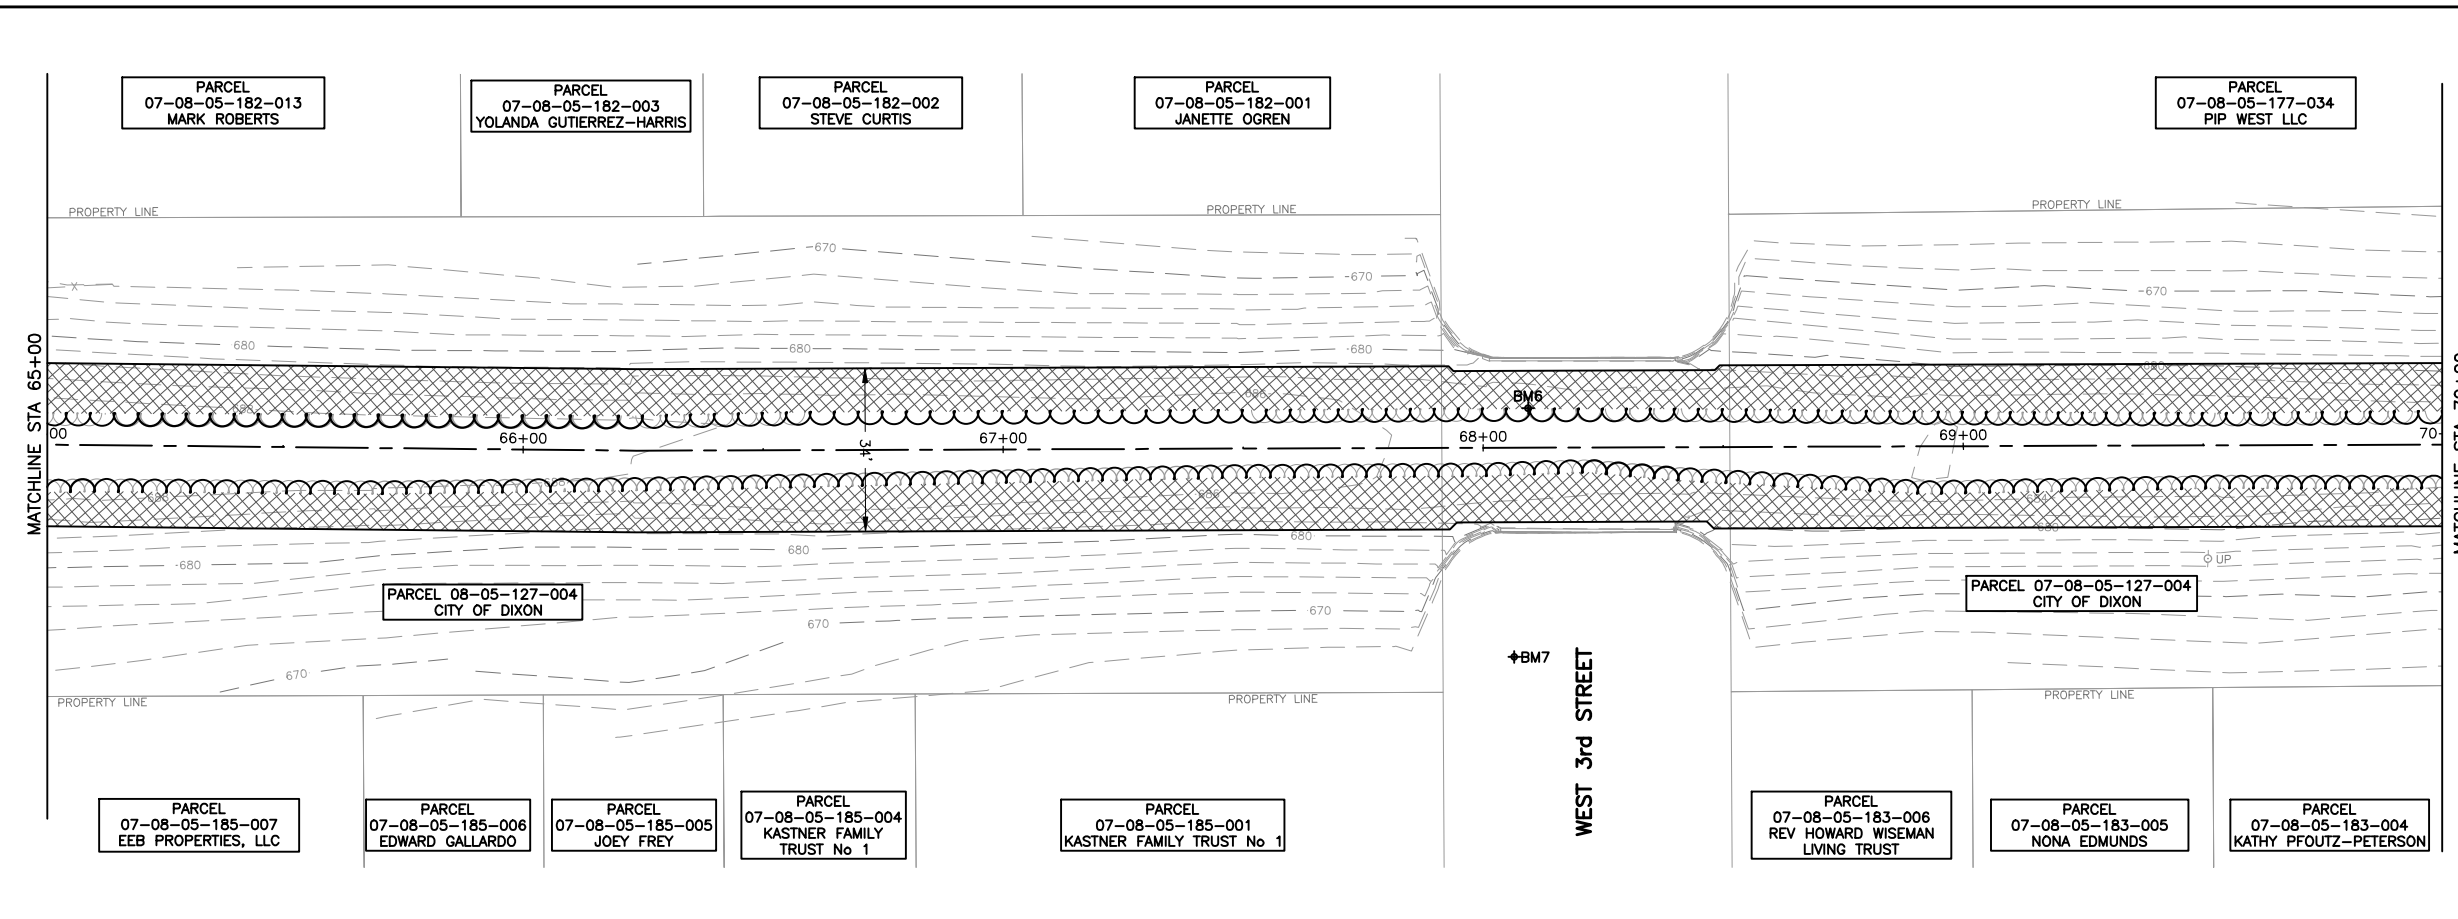 PARCEL
07-08-05-182-013
MARK ROBERTS
PARCEL
07-08-05-182-003
YOLANDA GUTIERREZ-HARRIS
PARCEL
07-08-05-182-002
STEVE CURTIS
PARCEL
07-08-05-182-001
JANETTE OGREN
PARCEL
07-08-05-177-034
PIP WEST LLC
PROPERTY LINE
PROPERTY LINE
PROPERTY LINE
670
670
670
X
680
680
680
680
MATCHLINE STA 65+00
686
BM6
00
66+00
67+00
68+00
69+00
70
34'
686
686
680
680
680
680
UP
PARCEL 08-05-127-004
CITY OF DIXON
PARCEL 07-08-05-127-004
CITY OF DIXON
670
670
670
BM7
WEST 3rd STREET
PROPERTY LINE
PROPERTY LINE
PROPERTY LINE
PARCEL
07-08-05-185-007
EEB PROPERTIES, LLC
PARCEL
07-08-05-185-006
EDWARD GALLARDO
PARCEL
07-08-05-185-005
JOEY FREY
PARCEL
07-08-05-185-004
KASTNER FAMILY
TRUST No 1
PARCEL
07-08-05-185-001
KASTNER FAMILY TRUST No 1
PARCEL
07-08-05-183-006
REV HOWARD WISEMAN
LIVING TRUST
PARCEL
07-08-05-183-005
NONA EDMUNDS
PARCEL
07-08-05-183-004
KATHY PFOUTZ-PETERSON